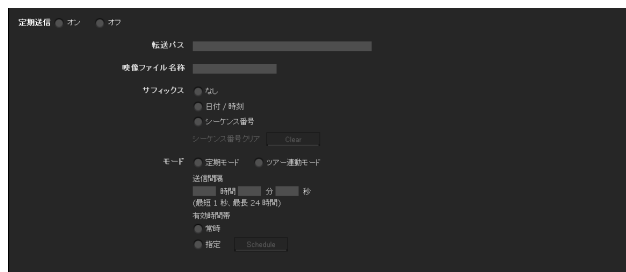 定期送信 オン オフ
転送パス
映像ファイル名称
サフィックス なし
日付 / 時刻
シーケンス番号
シーケンス番号クリア Clear
モード 定期モード ツアー連動モード
送信間隔
時間 分 秒
(最短 1 秒、最長 24 時間)
有効時間帯
常時
指定 Schedule